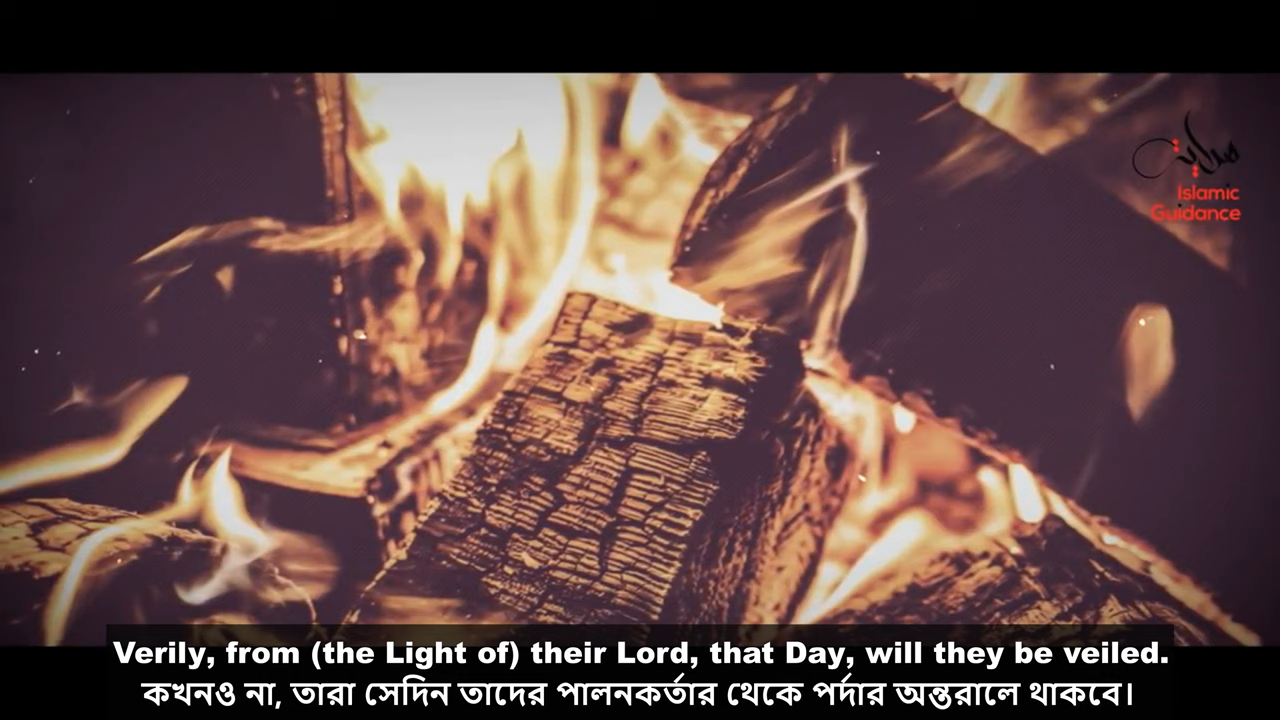 هداية
Islamic
Guidance
Verily, from (the Light of) their Lord, that Day, will they be veiled.
কখনও না, তারা সেদিন তাদের পালনকর্তার থেকে পর্দার অন্তরালে থাকবে।